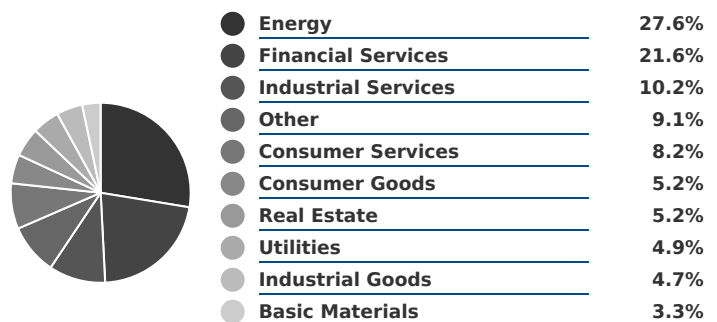 Energy 27.6%
Financial Services 21.6%
Industrial Services 10.2%
Other 9.1%
Consumer Services 8.2%
Consumer Goods 5.2%
Real Estate 5.2%
Utilities 4.9%
Industrial Goods 4.7%
Basic Materials 3.3%